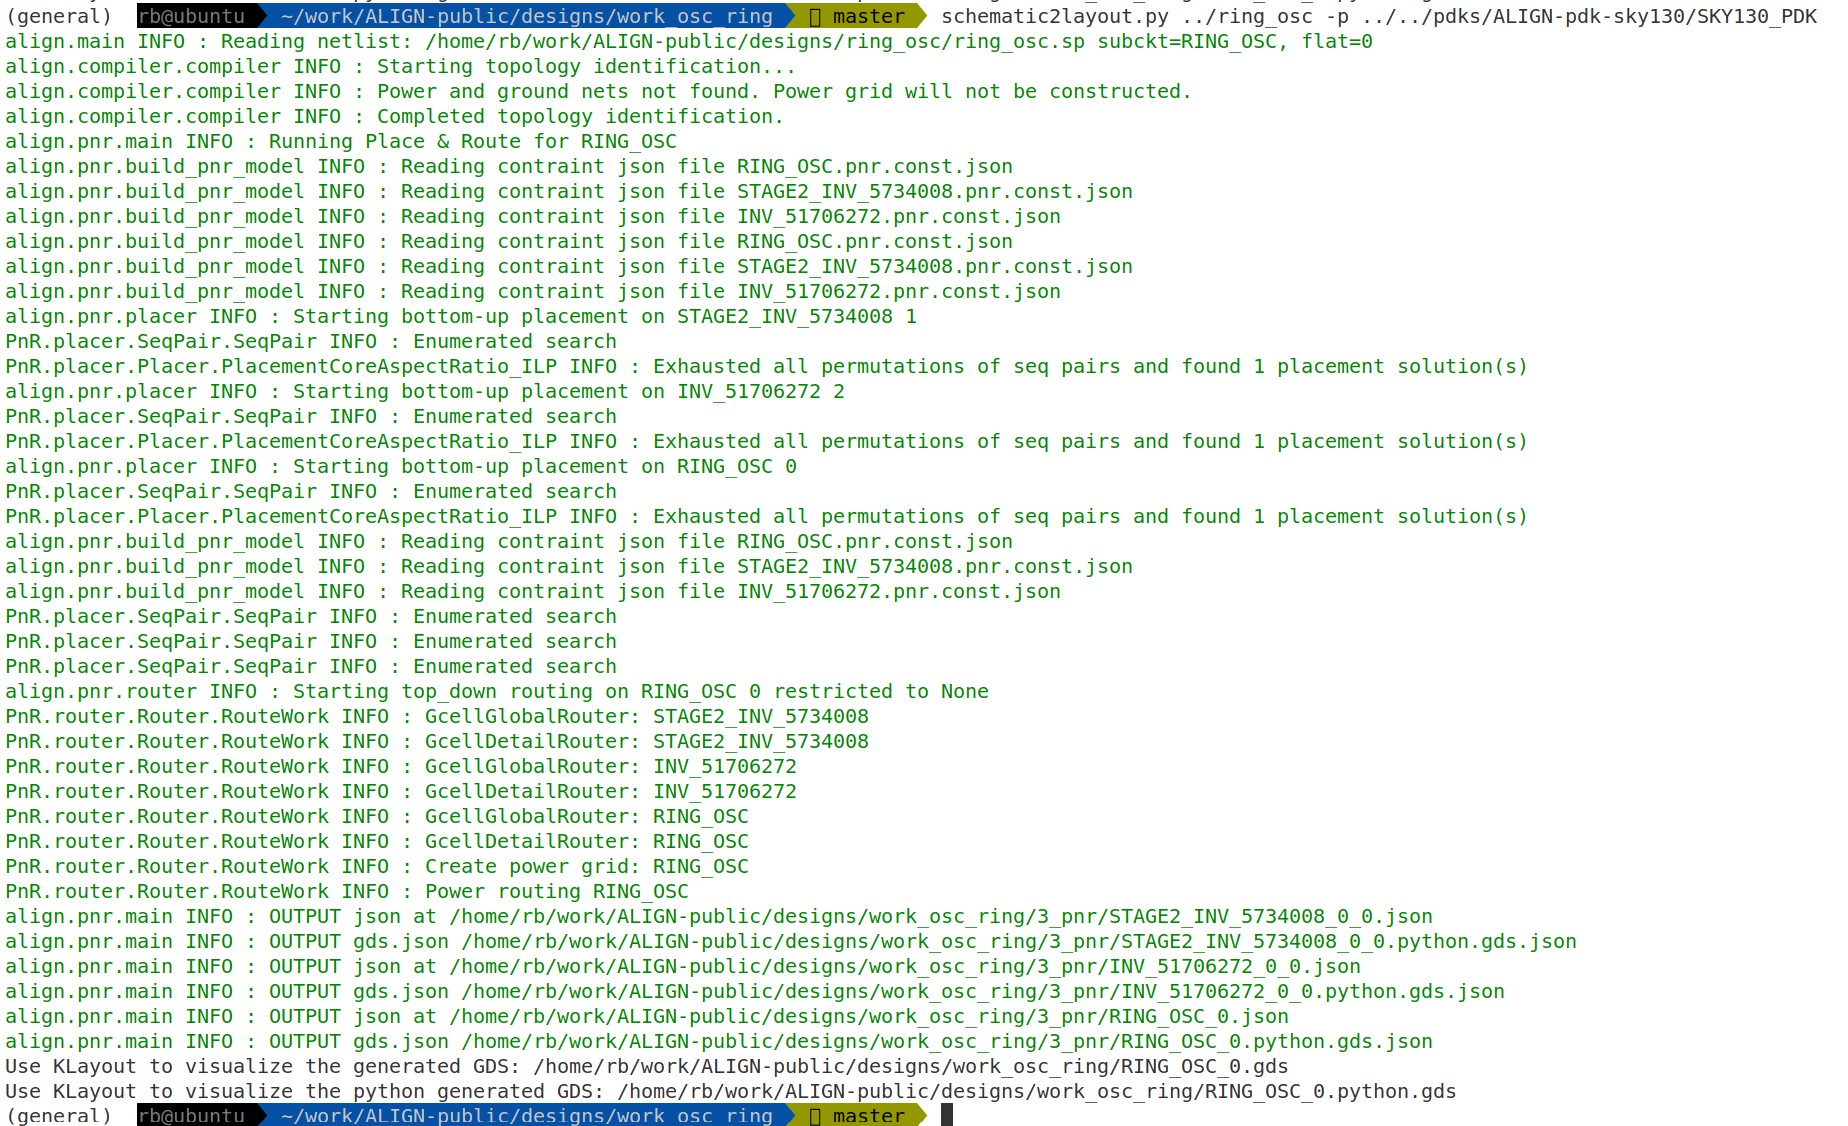 (general) rb@ubuntu ~/work/ALIGN-public/designs/work_osc_ring master schematic2layout.py ../ring_osc -p ../../pdks/ALIGN-pdk-sky130/SKY130_PDK
align.main INFO : Reading netlist: /home/rb/work/ALIGN-public/designs/ring_osc/ring_osc.sp subckt=RING_OSC, flat=0
align.compiler.compiler INFO : Starting topology identification...
align.compiler.compiler INFO : Power and ground nets not found. Power grid will not be constructed.
align.compiler.compiler INFO : Completed topology identification.
align.pnr.main INFO : Running Place & Route for RING_OSC
align.pnr.build_pnr_model INFO : Reading contraint json file RING_OSC.pnr.const.json
align.pnr.build_pnr_model INFO : Reading contraint json file STAGE2_INV_5734008.pnr.const.json
align.pnr.build_pnr_model INFO : Reading contraint json file INV_51706272.pnr.const.json
align.pnr.build_pnr_model INFO : Reading contraint json file RING_OSC.pnr.const.json
align.pnr.build_pnr_model INFO : Reading contraint json file STAGE2_INV_5734008.pnr.const.json
align.pnr.build_pnr_model INFO : Reading contraint json file INV_51706272.pnr.const.json
align.pnr.placer INFO : Starting bottom-up placement on STAGE2_INV_5734008 1
PnR.placer.SeqPair.SeqPair INFO : Enumerated search
PnR.placer.Placer.PlacementCoreAspectRatio_ILP INFO : Exhausted all permutations of seq pairs and found 1 placement solution(s)
align.pnr.placer INFO : Starting bottom-up placement on INV_51706272 2
PnR.placer.SeqPair.SeqPair INFO : Enumerated search
PnR.placer.Placer.PlacementCoreAspectRatio_ILP INFO : Exhausted all permutations of seq pairs and found 1 placement solution(s)
align.pnr.placer INFO : Starting bottom-up placement on RING_OSC 0
PnR.placer.SeqPair.SeqPair INFO : Enumerated search
PnR.placer.Placer.PlacementCoreAspectRatio_ILP INFO : Exhausted all permutations of seq pairs and found 1 placement solution(s)
align.pnr.build_pnr_model INFO : Reading contraint json file RING_OSC.pnr.const.json
align.pnr.build_pnr_model INFO : Reading contraint json file STAGE2_INV_5734008.pnr.const.json
align.pnr.build_pnr_model INFO : Reading contraint json file INV_51706272.pnr.const.json
PnR.placer.SeqPair.SeqPair INFO : Enumerated search
PnR.placer.SeqPair.SeqPair INFO : Enumerated search
PnR.placer.SeqPair.SeqPair INFO : Enumerated search
align.pnr.router INFO : Starting top_down routing on RING_OSC 0 restricted to None
PnR.router.Router.RouteWork INFO : GcellGlobalRouter: STAGE2_INV_5734008
PnR.router.Router.RouteWork INFO : GcellDetailRouter: STAGE2_INV_5734008
PnR.router.Router.RouteWork INFO : GcellGlobalRouter: INV_51706272
PnR.router.Router.RouteWork INFO : GcellDetailRouter: INV_51706272
PnR.router.Router.RouteWork INFO : GcellGlobalRouter: RING_OSC
PnR.router.Router.RouteWork INFO : GcellDetailRouter: RING_OSC
PnR.router.Router.RouteWork INFO : Create power grid: RING_OSC
PnR.router.Router.RouteWork INFO : Power routing RING_OSC
align.pnr.main INFO : OUTPUT json at /home/rb/work/ALIGN-public/designs/work_osc_ring/3_pnr/STAGE2_INV_5734008_0_0.json
align.pnr.main INFO : OUTPUT gds.json /home/rb/work/ALIGN-public/designs/work_osc_ring/3_pnr/STAGE2_INV_5734008_0_0.python.gds.json
align.pnr.main INFO : OUTPUT json at /home/rb/work/ALIGN-public/designs/work_osc_ring/3_pnr/INV_51706272_0_0.json
align.pnr.main INFO : OUTPUT gds.json /home/rb/work/ALIGN-public/designs/work_osc_ring/3_pnr/INV_51706272_0_0.python.gds.json
align.pnr.main INFO : OUTPUT json at /home/rb/work/ALIGN-public/designs/work_osc_ring/3_pnr/RING_OSC_0.json
align.pnr.main INFO : OUTPUT gds.json /home/rb/work/ALIGN-public/designs/work_osc_ring/3_pnr/RING_OSC_0.python.gds.json
Use KLayout to visualize the generated GDS: /home/rb/work/ALIGN-public/designs/work_osc_ring/RING_OSC_0.gds
Use KLayout to visualize the python generated GDS: /home/rb/work/ALIGN-public/designs/work_osc_ring/RING_OSC_0.python.gds
(general) rb@ubuntu ~/work/ALIGN-public/designs/work_osc_ring master